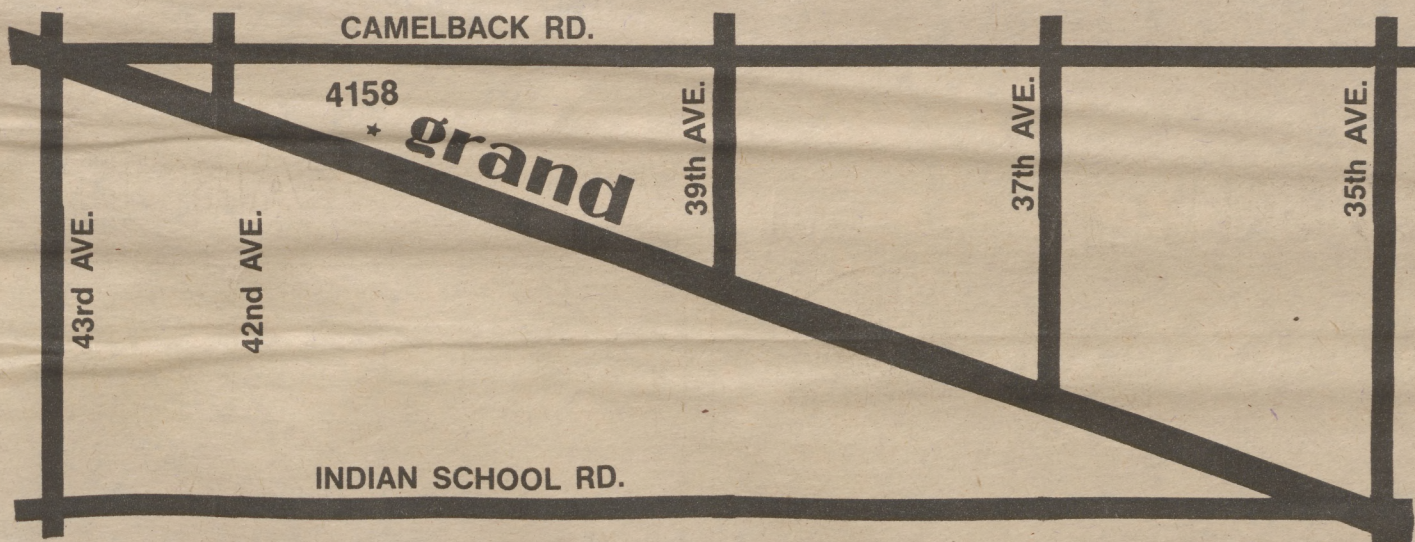 CAMELBACK RD.
4158
grand
39th AVE.
37th AVE.
35th AVE.
43rd AVE.
42nd AVE.
INDIAN SCHOOL RD.